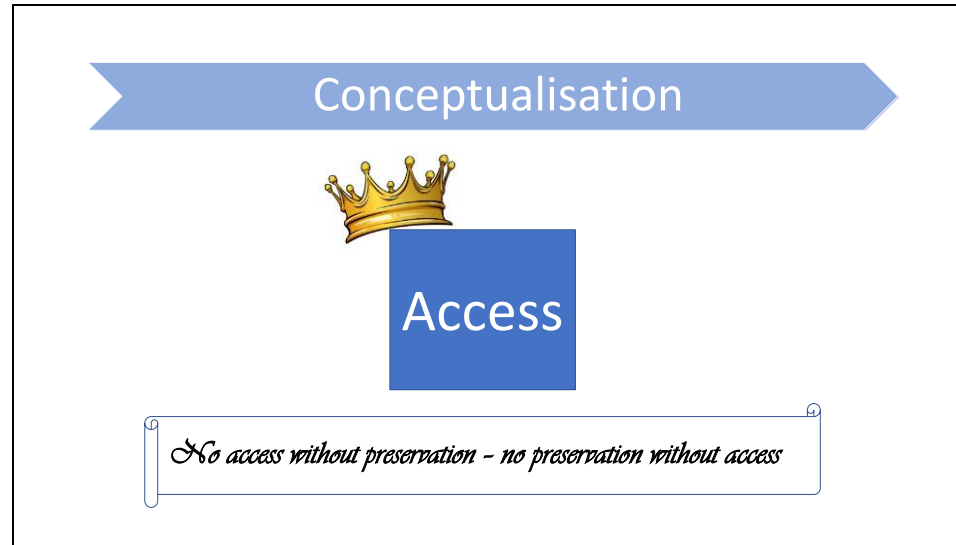 Conceptualisation
Access
No access without preservation – no preservation without access